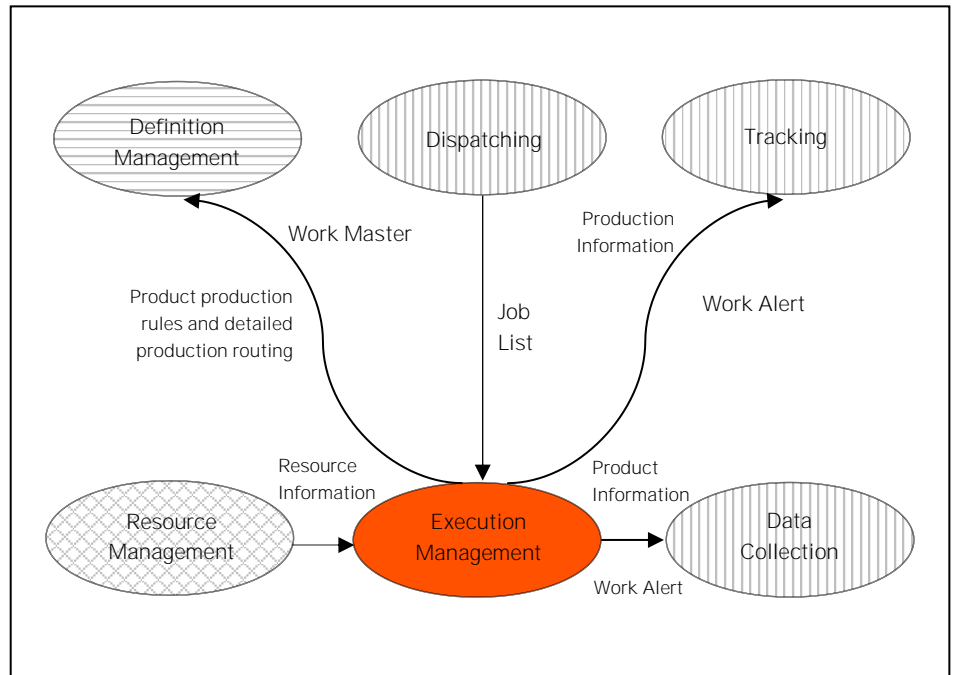 Definition
Management
Dispatching
Tracking
Work Master
Production
Information
Product production
rules and detailed
production routing
Job
List
Work Alert
Resource
Information
Product
Information
Resource
Management
Execution
Management
Data
Collection
Work Alert